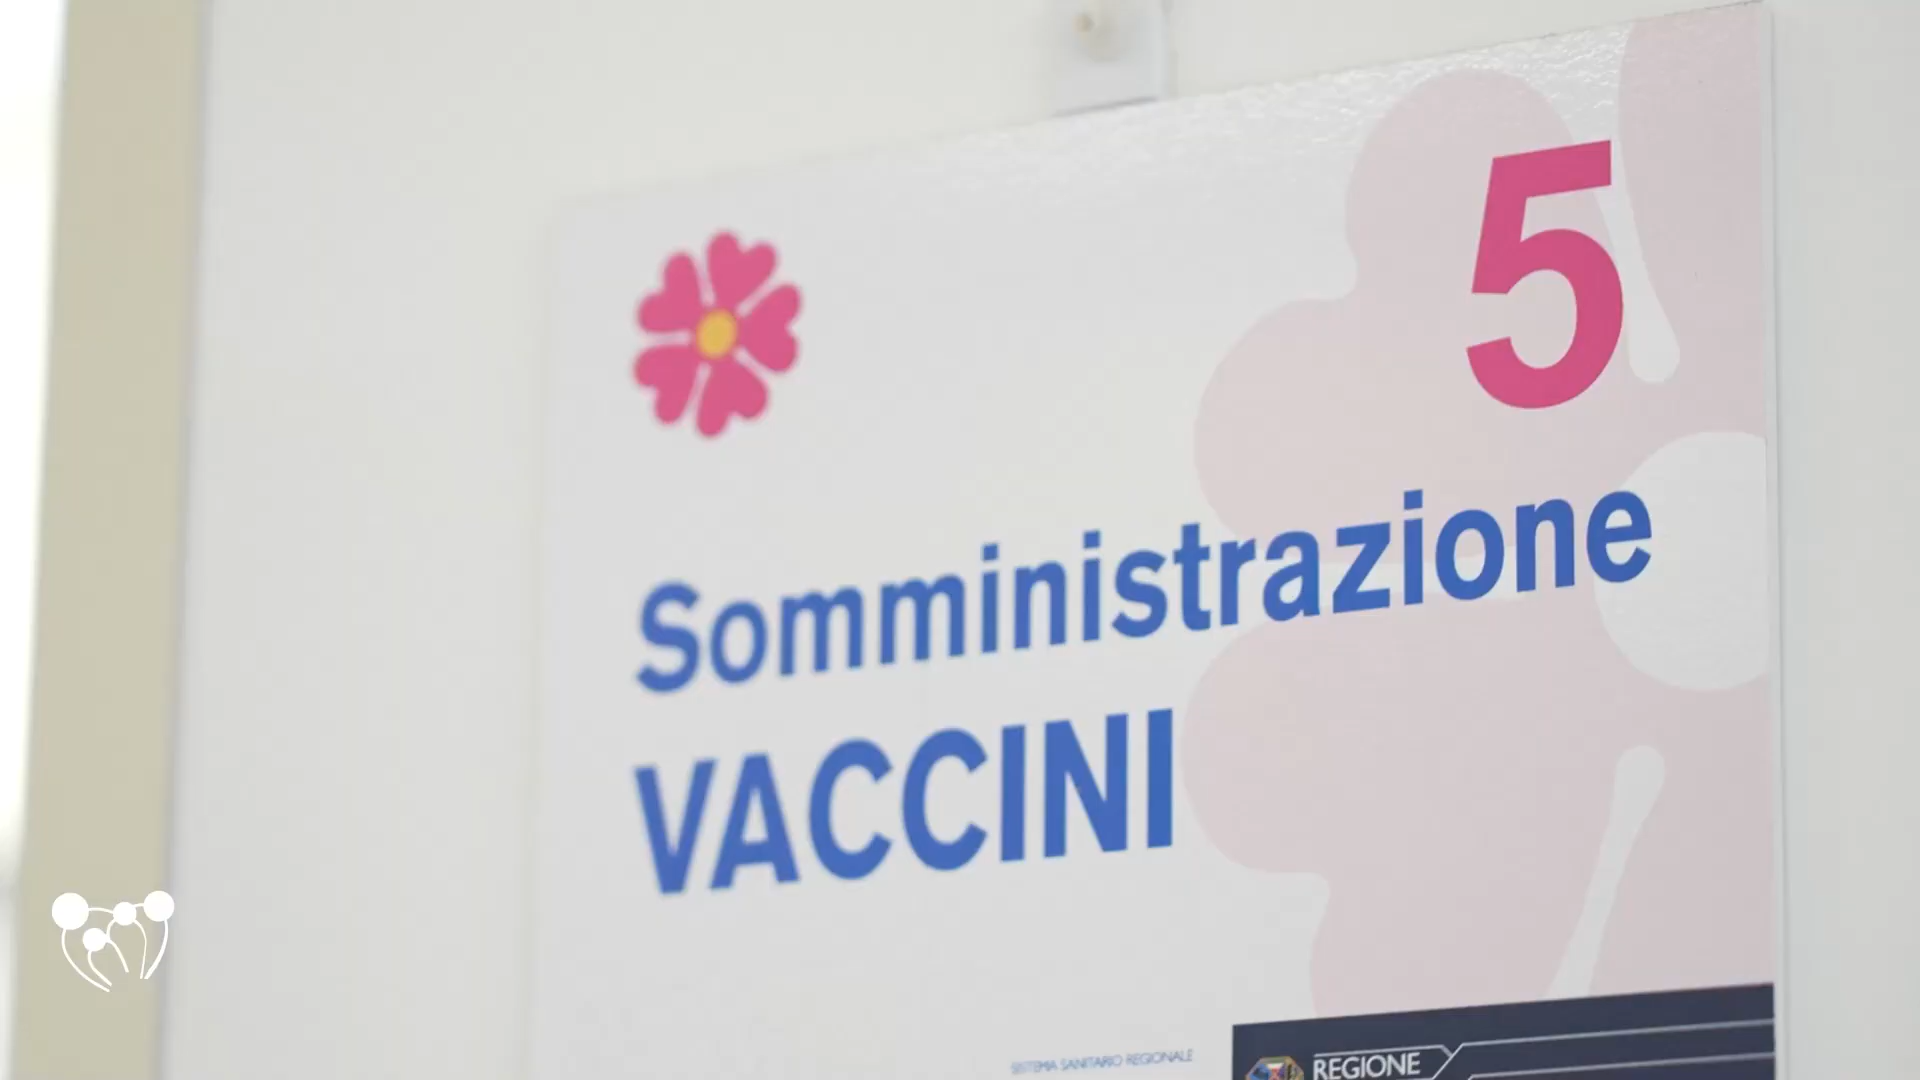 5
Somministrazione
VACCINI
SISTEMA SANITARIO REGIONALE
REGIONE